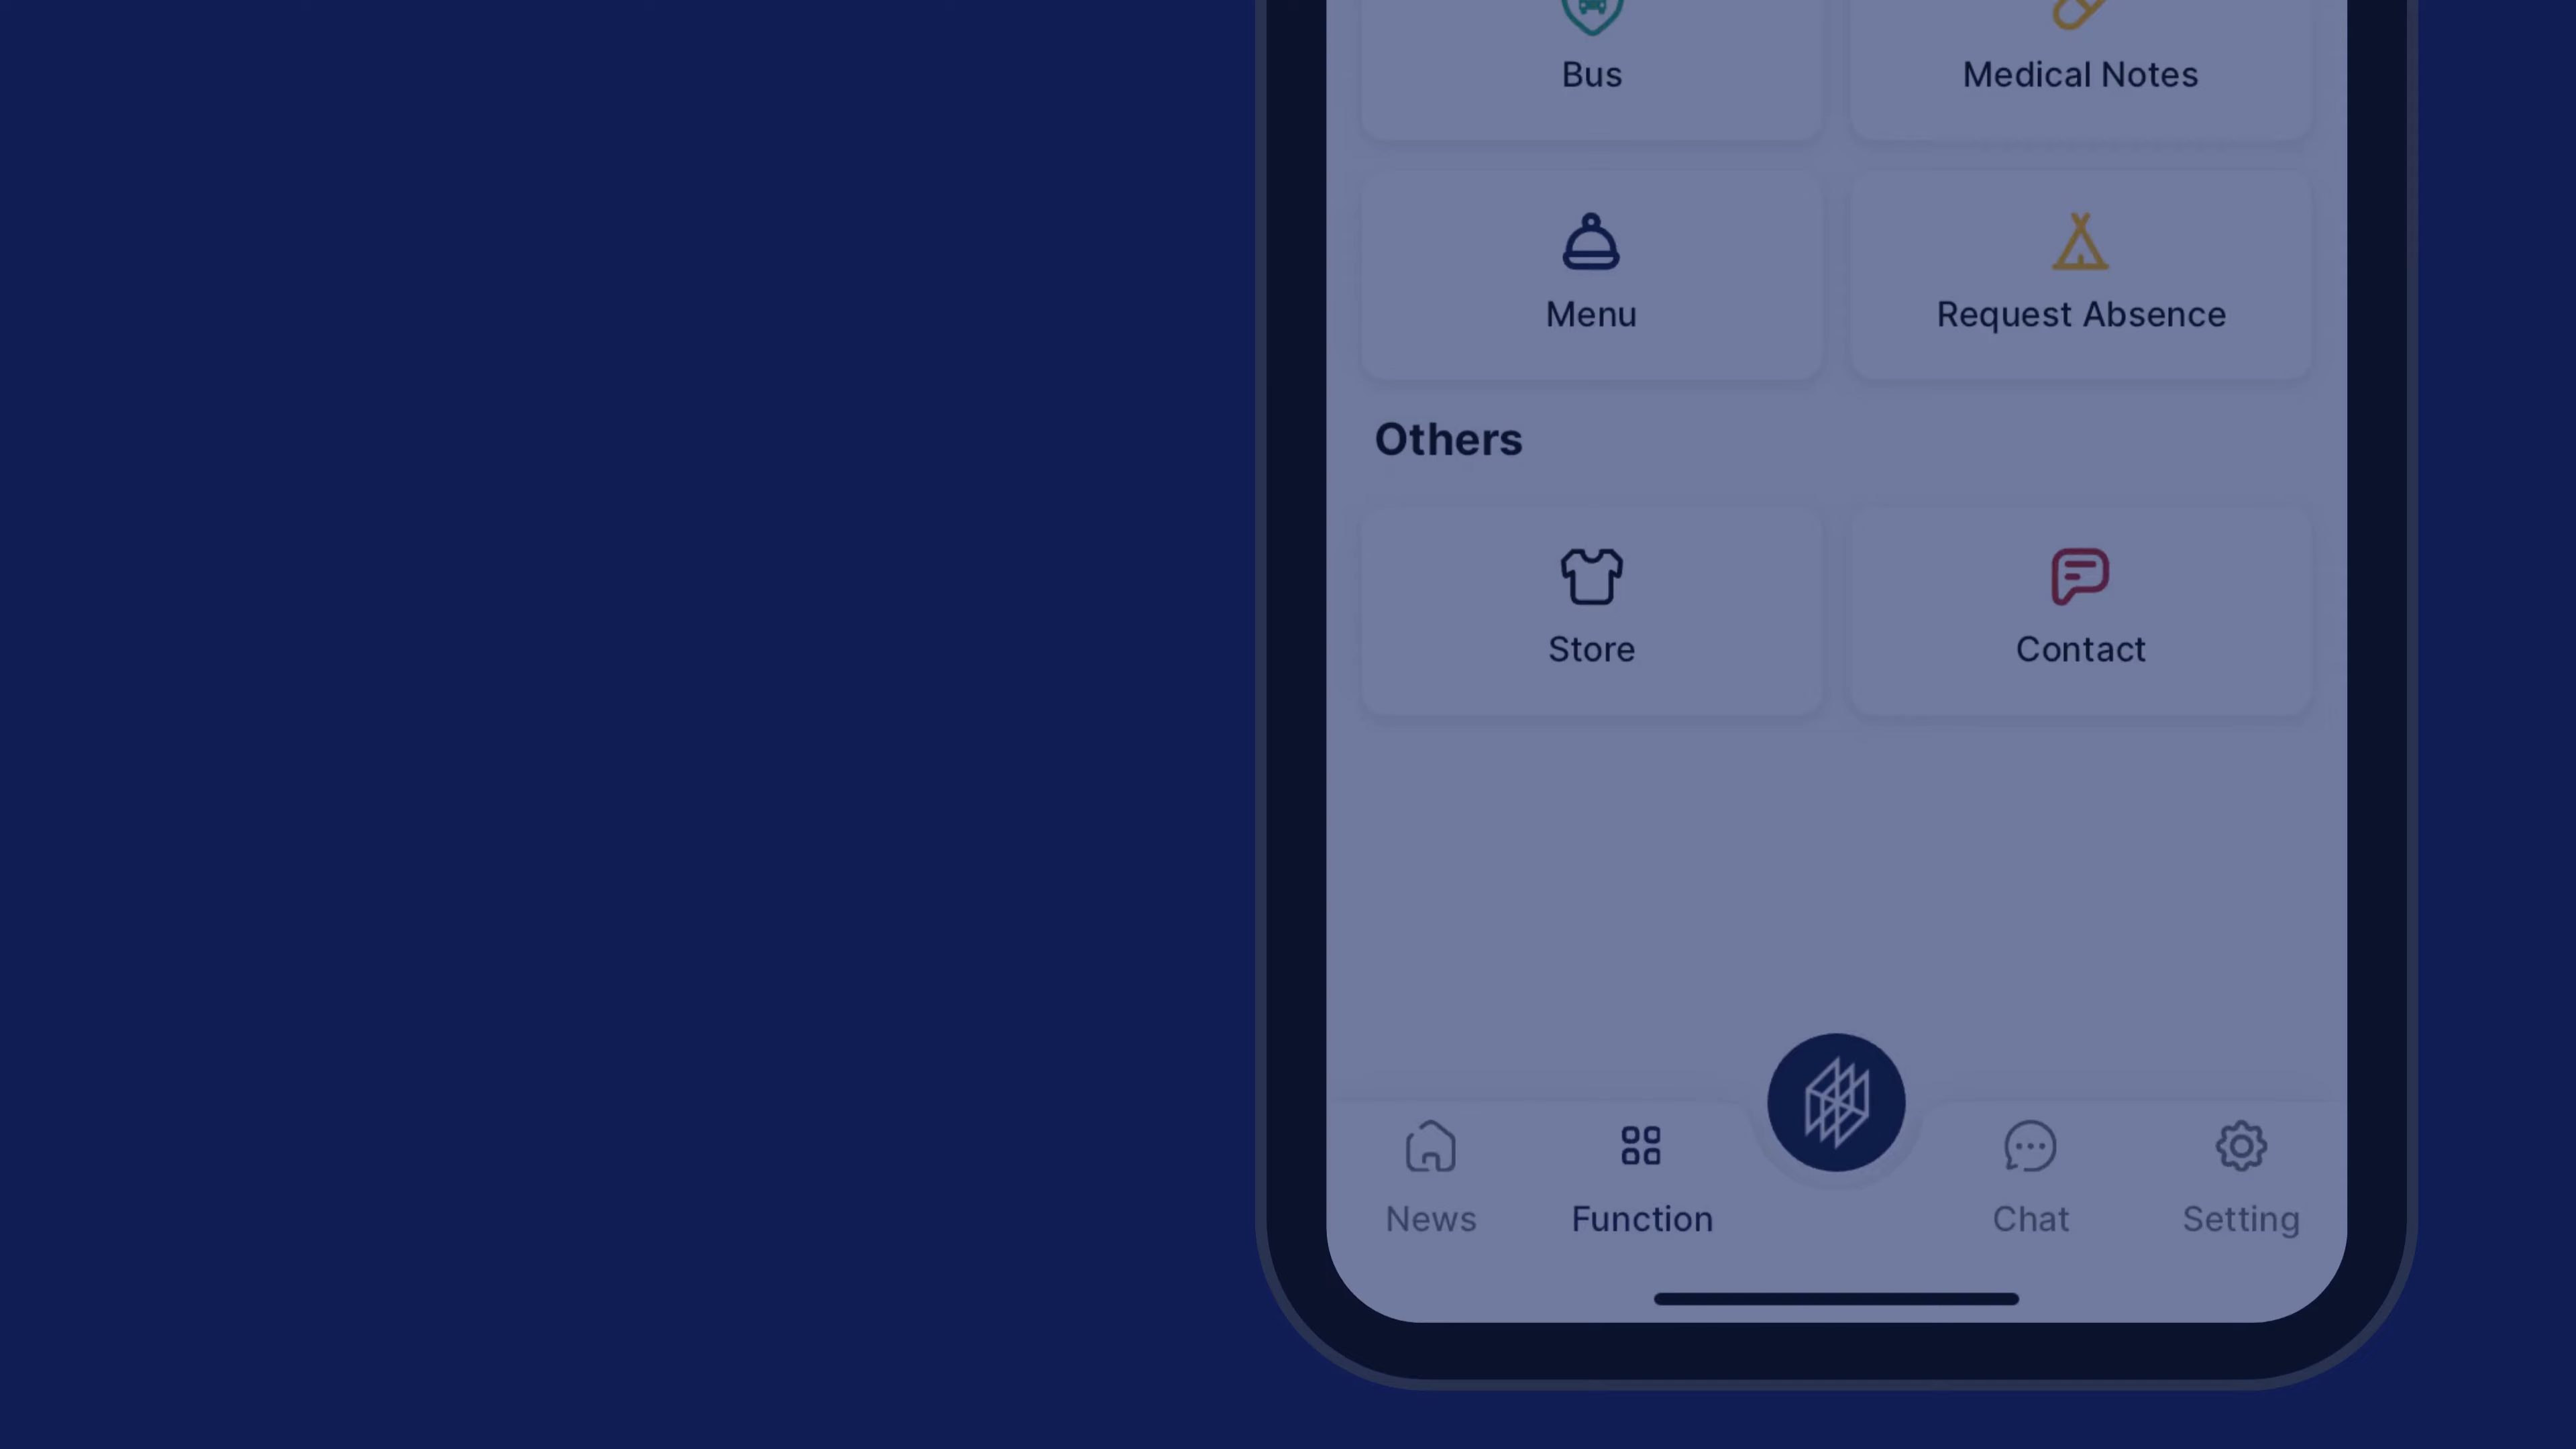 Bus
Medical Notes
Menu
Request Absence
Others
Store
Contact
News
Function
Chat
Setting